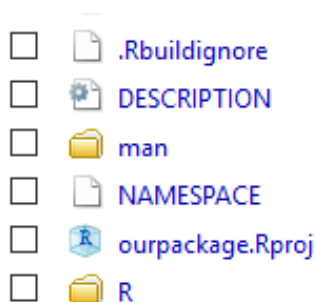 .Rbuildignore
DESCRIPTION
man
NAMESPACE
ourpackage.Rproj
R